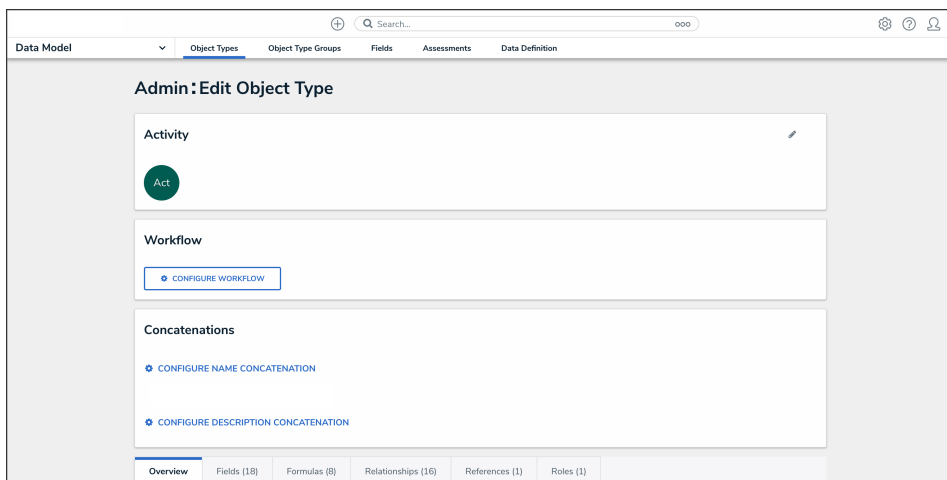 Search...
Data Model
Object Types Object Type Groups Fields Assessments Data Definition
Admin:Edit Object Type
Activity
Act
Workflow
CONFIGURE WORKFLOW
Concatenations
CONFIGURE NAME CONCATENATION
CONFIGURE DESCRIPTION CONCATENATION
Overview Fields (18) Formulas (8) Relationships (16) References (1) Roles (1)